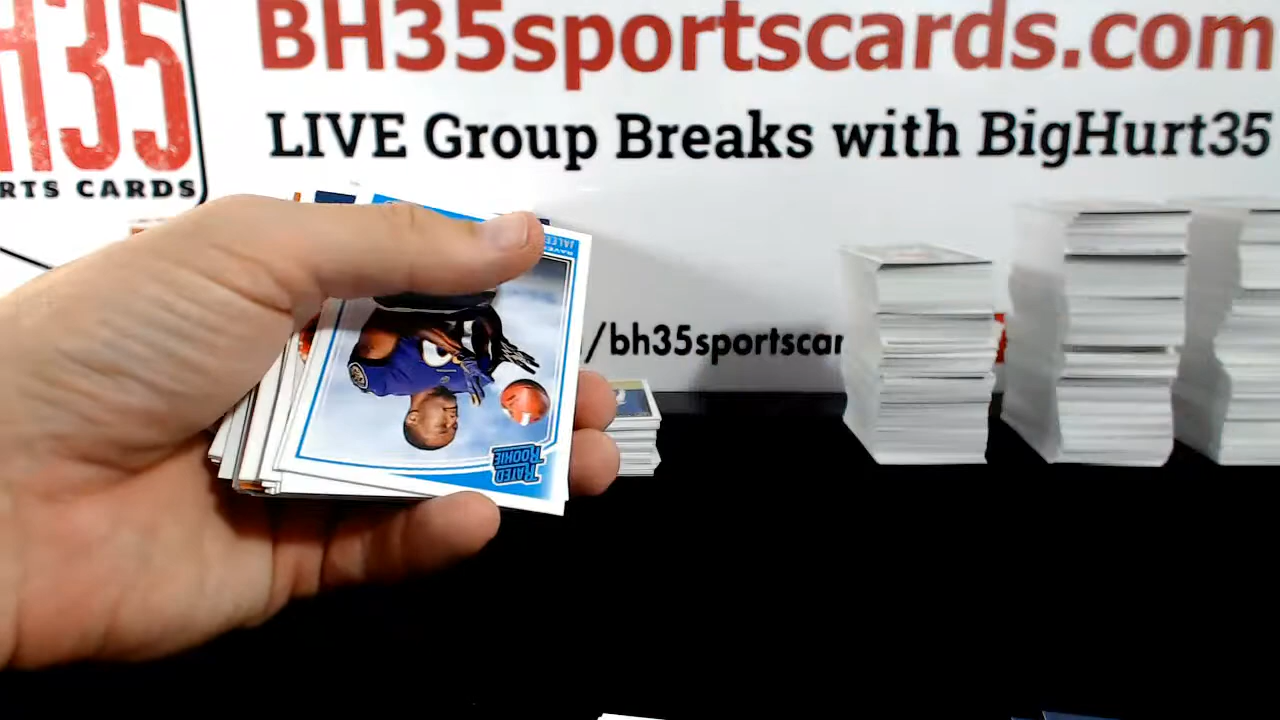 H35
RTS CARDS
BH35sportscards.com
LIVE Group Breaks with BigHurt35
/bh35sportscar
RATED
ROOKIE